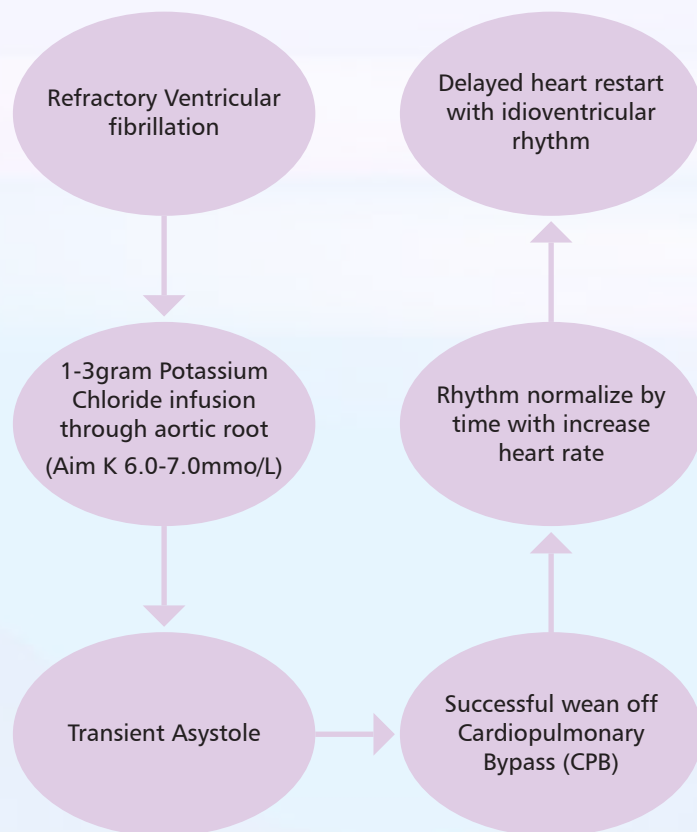 Refractory Ventricular
fibrillation
1-3gram Potassium
Chloride infusion
through aortic root
(Aim K 6.0-7.0mmo/L)
Transient Asystole
Successful wean off
Cardiopulmonary
Bypass (CPB)
Rhythm normalize by
time with increase
heart rate
Delayed heart restart
with idioventricular
rhythm